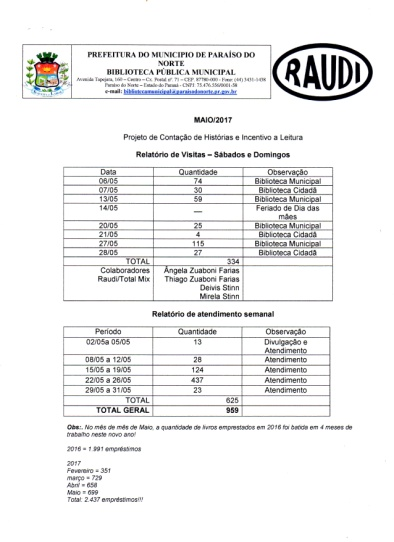 PREFEITURA DO MUNICIPIO DE PARAÍSO DO
NORTE
BIBLIOTECA PÚBLICA MUNICIPAL
Avenida Tapejara, 160 – Centro – Cx. Postal nº. 71 – CEP. 87780-000 - Fone: (44) 3431-1458
Paraíso do Norte – Estado do Paraná - CNPJ 75.476.556/0001-58
e-mail: bibliotecamunicipal@paraisodonorte.pr.gov.br
RAUDI
MAIO/2017
Projeto de Contação de Histórias e Incentivo a Leitura
Relatório de Visitas – Sábados e Domingos
Data Quantidade Observação
06/05 74 Biblioteca Municipal
07/05 30 Biblioteca Cidadã
13/05 59 Biblioteca Municipal
14/05 — Feriado de Dia das
mães
20/05 25 Biblioteca Municipal
21/05 4 Biblioteca Cidadã
27/05 115 Biblioteca Municipal
28/05 27 Biblioteca Cidadã
TOTAL 334
Colaboradores Ângela Zuaboni Farias
Raudi/Total Mix Thiago Zuaboni Farias
Deivis Stinn
Mirela Stinn
Relatório de atendimento semanal
Período Quantidade Observação
02/05a 05/05 13 Divulgação e
Atendimento
08/05 a 12/05 28 Atendimento
15/05 a 19/05 124 Atendimento
22/05 a 26/05 437 Atendimento
29/05 a 31/05 23 Atendimento
TOTAL 625
TOTAL GERAL 959
Obs:. No mês de mês de Maio, a quantidade de livros emprestados em 2016 foi batida em 4 meses de
trabalho neste novo ano!
2016 = 1.991 empréstimos
2017
Fevereiro = 351
março = 729
Abril = 658
Maio = 699
Total: 2.437 empréstimos!!!